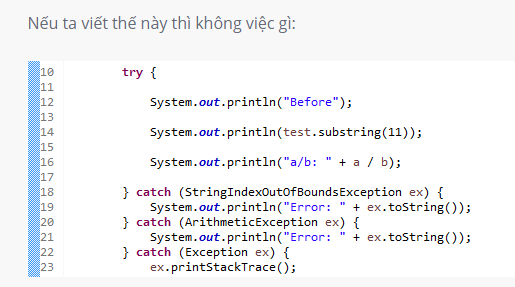 Nếu ta viết thế này thì không việc gì:
10 try {
11
12 System.out.println("Before");
13
14 System.out.println(test.substring(11));
15
16 System.out.println("a/b: " + a / b);
17
18 } catch (StringIndexOutOfBoundsException ex) {
19 System.out.println("Error: " + ex.toString());
20 } catch (ArithmeticException ex) {
21 System.out.println("Error: " + ex.toString());
22 } catch (Exception ex) {
23 ex.printStackTrace();